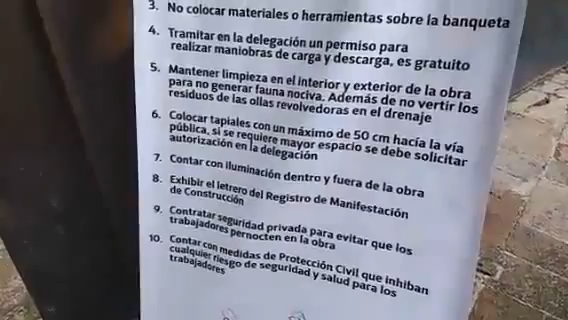 3. No colocar materiales o herramientas sobre la banqueta
4. Tramitar en la delegación un permiso para
realizar maniobras de carga y descarga, es gratuito
5. Mantener limpieza en el interior y exterior de la obra
para no generar fauna nociva. Además de no vertir los
residuos de las ollas revolvedoras en el drenaje
6. Colocar tapiales con un máximo de 50 cm hacía la vía
pública, si se requiere mayor espacio se debe solicitar
autorización en la delegación
7. Contar con iluminación dentro y fuera de la obra
8. Exhibir el letrero del Registro de Manifestación
de Construcción
9. Contratar seguridad privada para evitar que los
trabajadores pernocten en la obra
10. Contar con medidas de Protección Civil que inhiban
cualquier riesgo de seguridad y salud para los
trabajadores